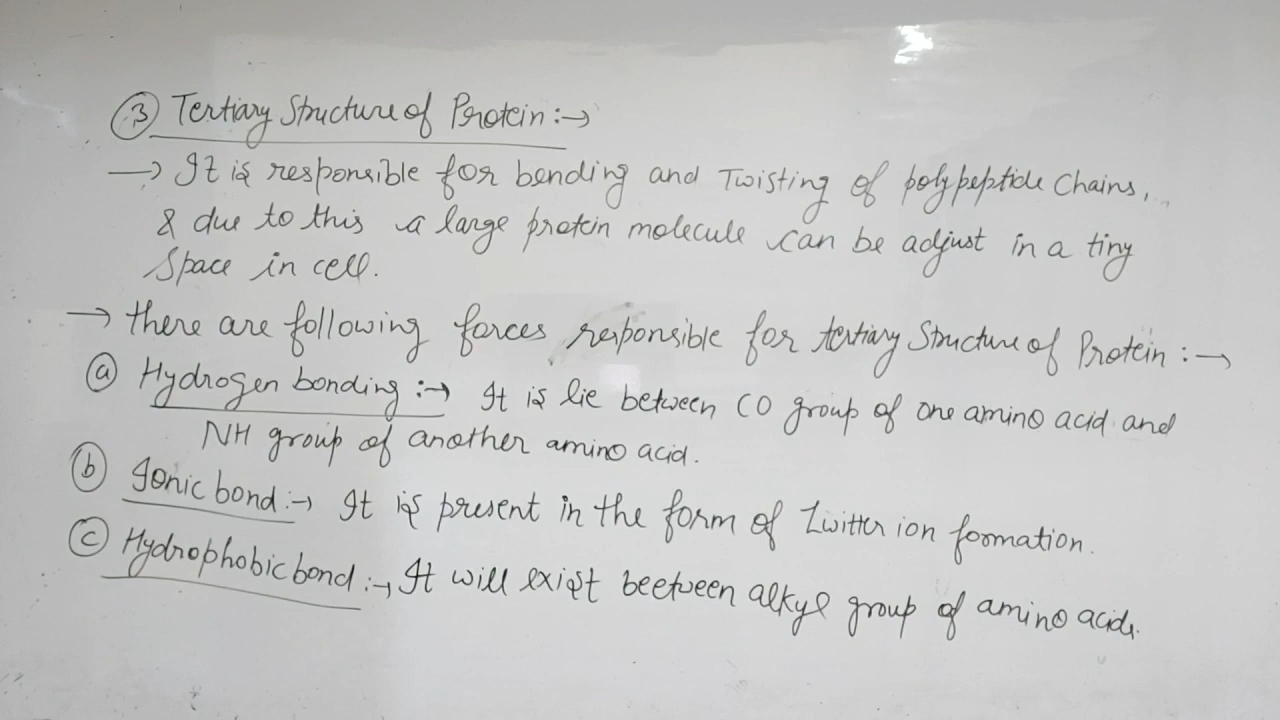 ③ Tertiary Structure of Protein :→
→ It is responsible for bending and Twisting of polypeptide Chains,
& due to this a large protein molecule can be adjust in a tiny
Space in cell.
→ there are following forces responsible for tertiary Structure of Protein :→
ⓐ Hydrogen bonding :→ It is lie between CO group of one amino acid and
NH group of another amino acid.
ⓑ Ionic bond :→ It is present in the form of Zwitter ion formation.
ⓒ Hydrophobic bond :→ It will exist beetween alkyl group of amino acids.